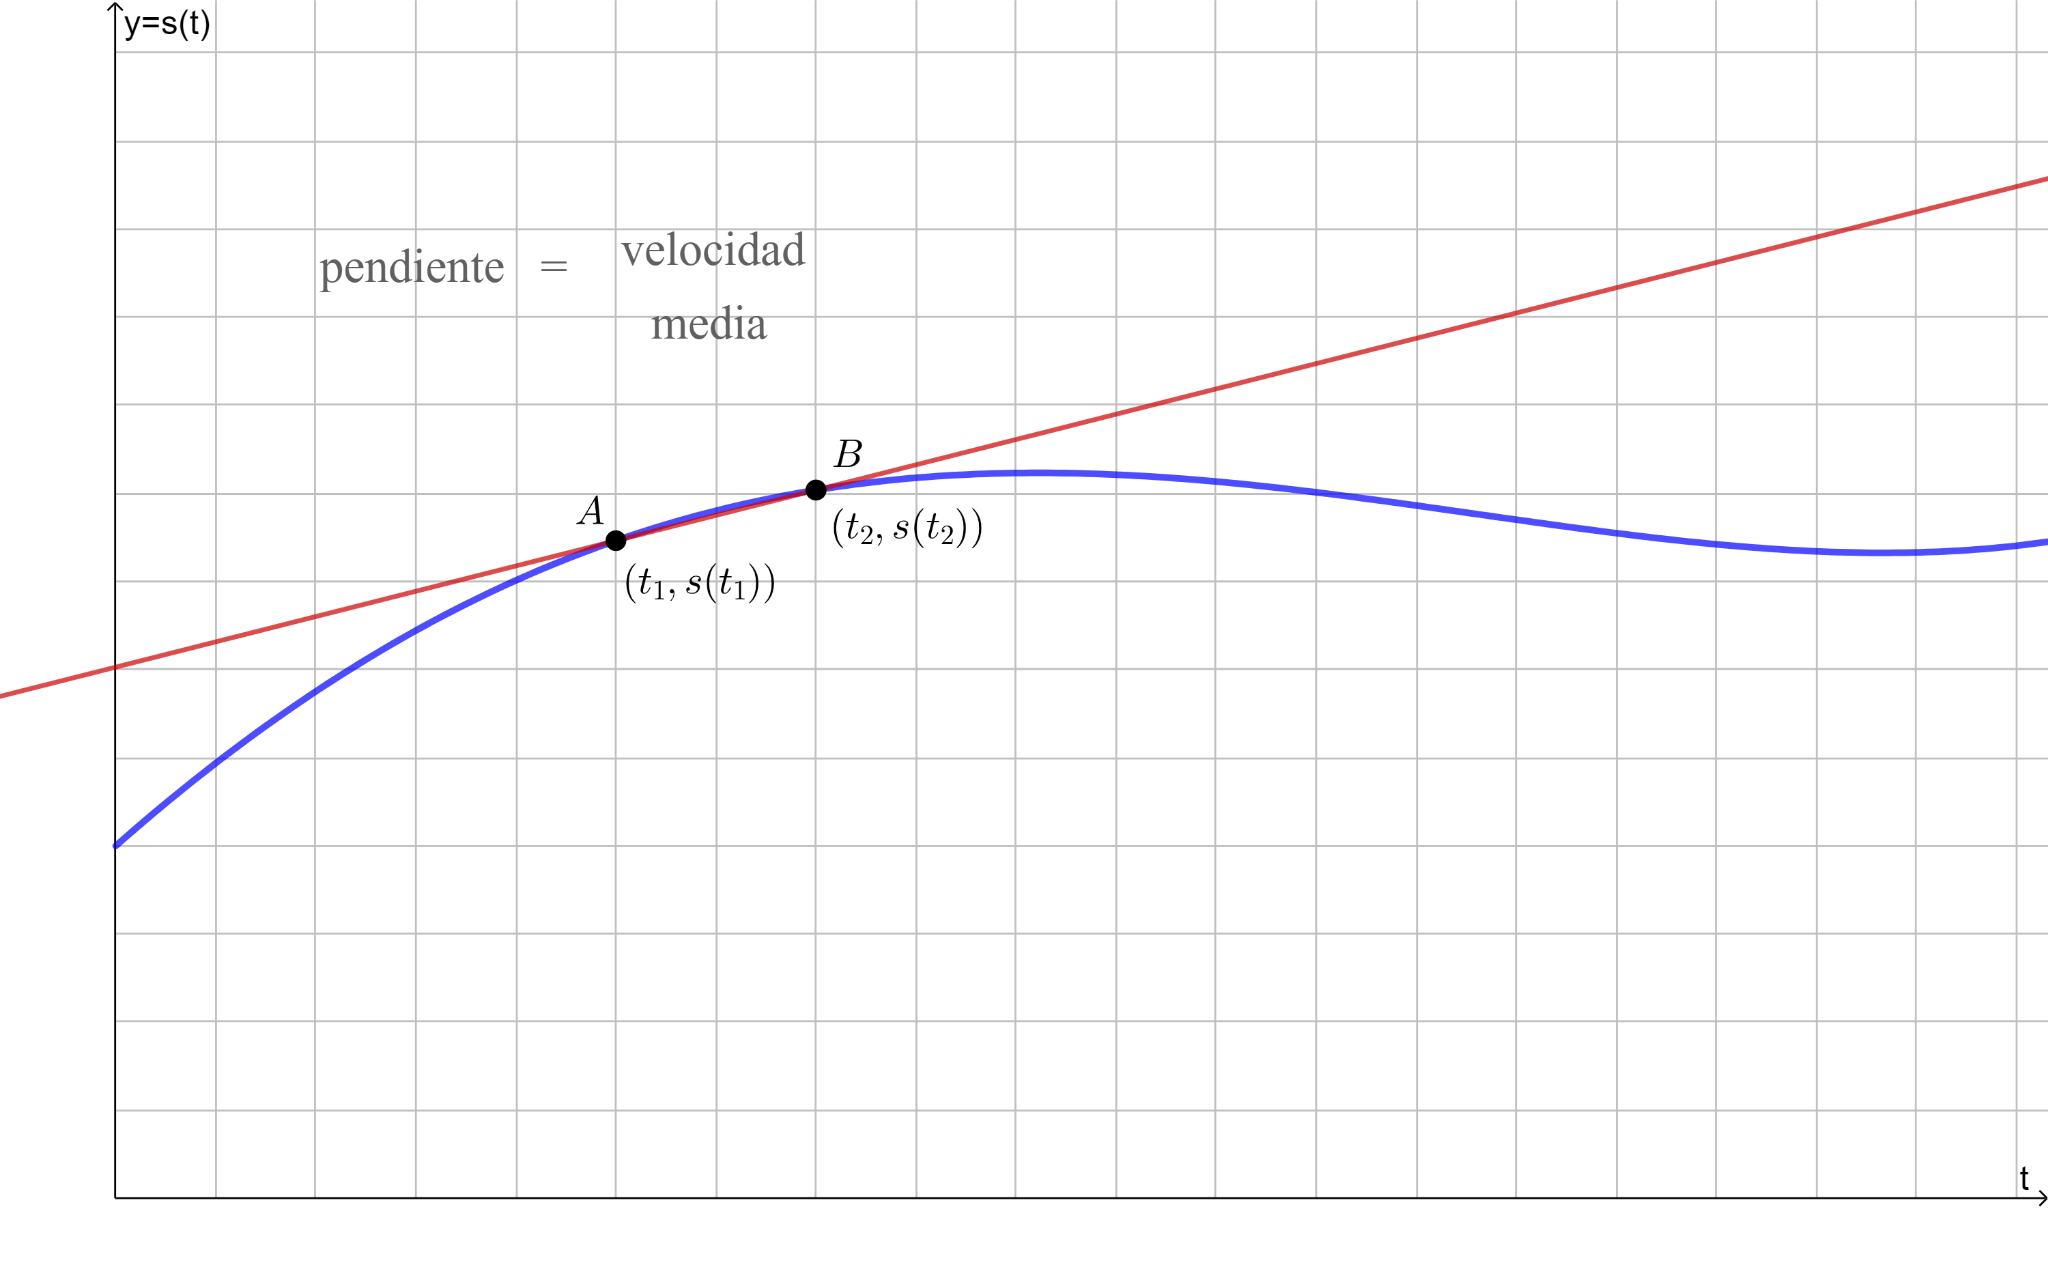 y=s(t)
pendiente = velocidad
media
B
A
(t₂, s(t₂))
(t₁, s(t₁))
t